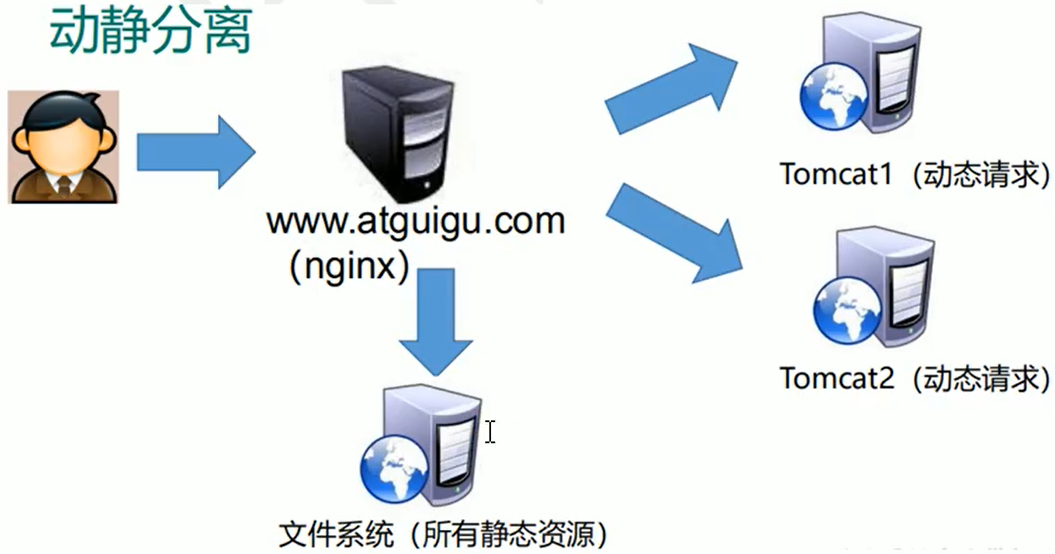 动静分离
www.atguigu.com
（nginx）
Tomcat1（动态请求）
Tomcat2（动态请求）
文件系统（所有静态资源）